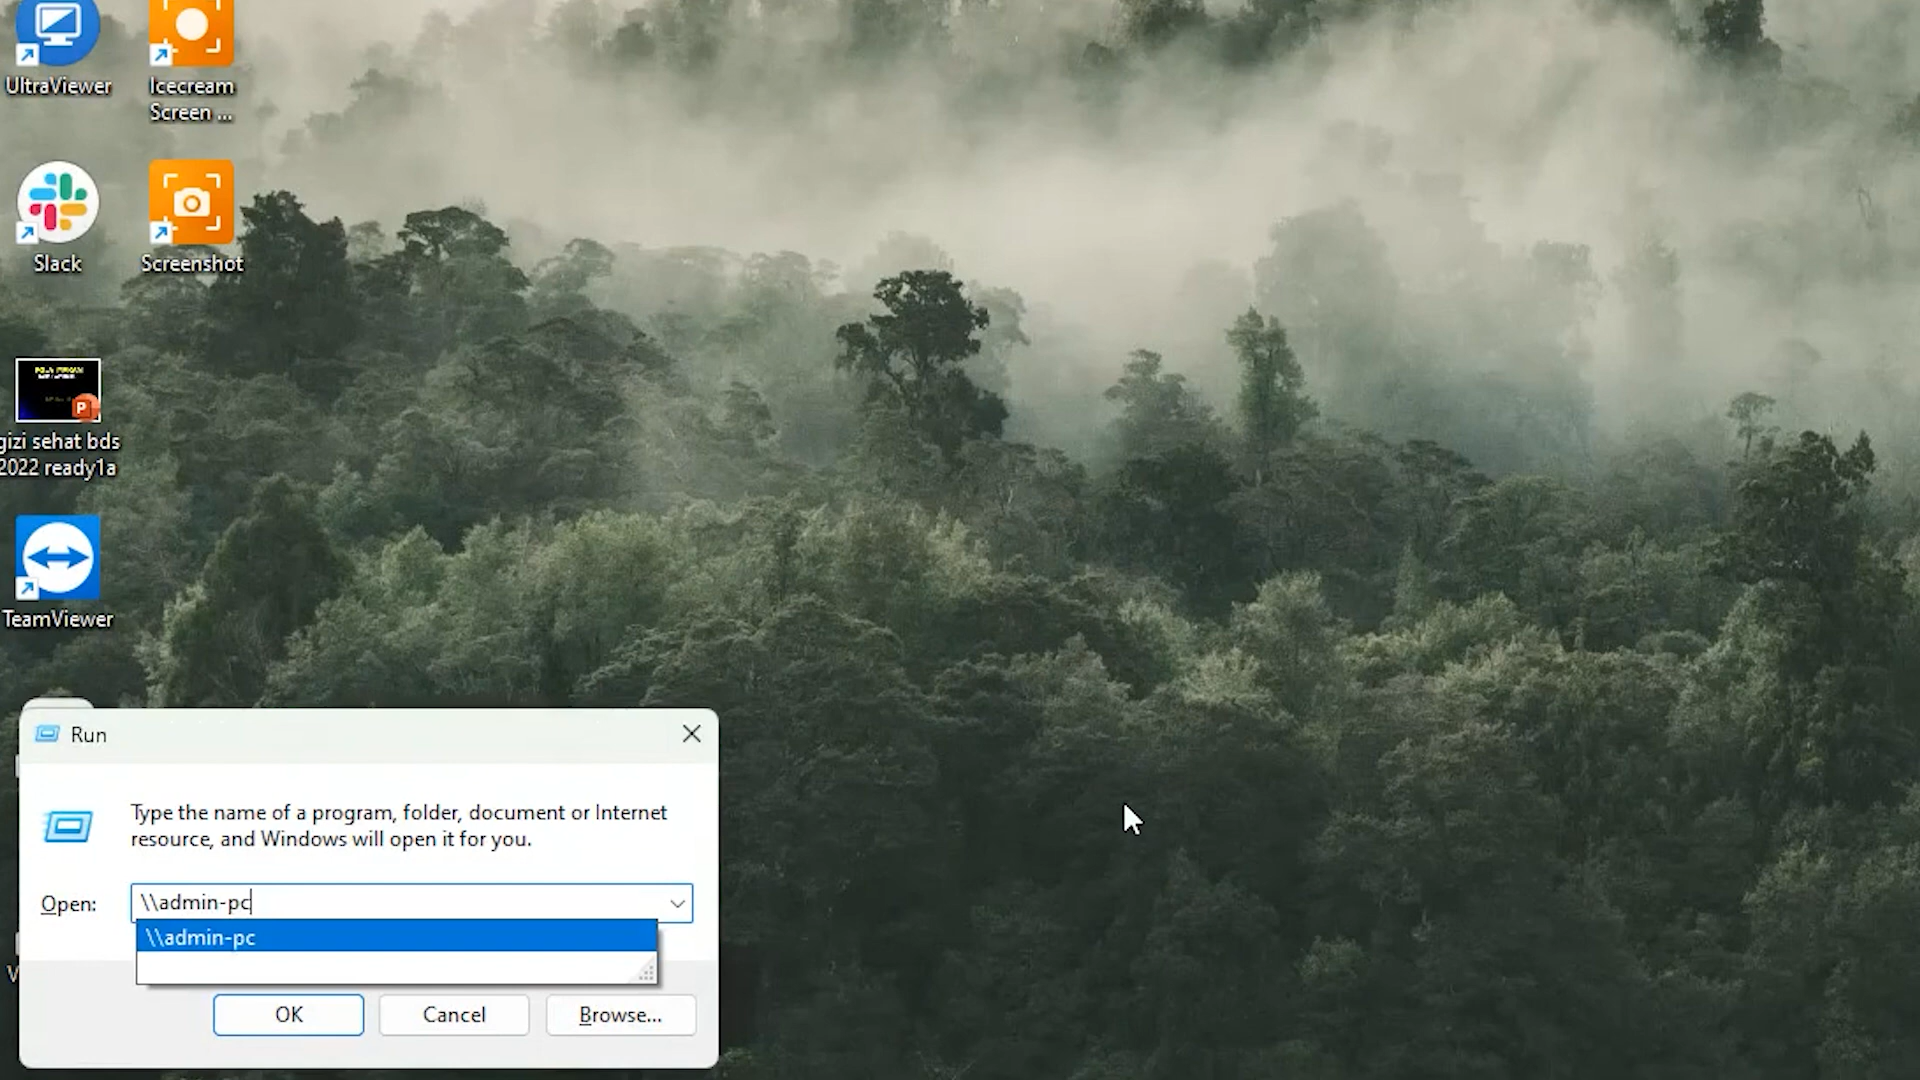 UltraViewer
Icecream
Screen ...
Slack
Screenshot
gizi sehat bds
2022 ready1a
TeamViewer
Run
Type the name of a program, folder, document or Internet
resource, and Windows will open it for you.
Open:
\\admin-pc
\\admin-pc
OK
Cancel
Browse...